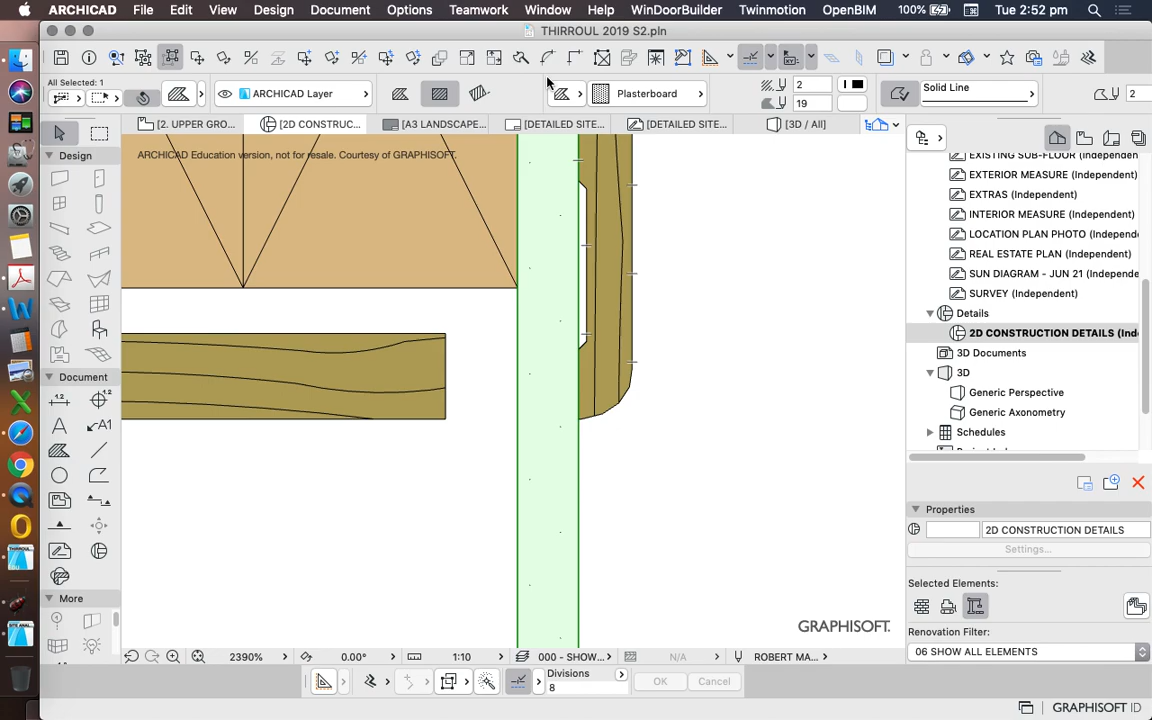 ARCHICAD File Edit View Design Document Options Teamwork Window Help WinDoorBuilder Twinmotion OpenBIM 100% Tue 2:52 pm
THIRROUL 2019 S2.pln
All Selected: 1
ARCHICAD Layer
Plasterboard
2
19
Solid Line
2
[2. UPPER GRO...
[2D CONSTRUC...
[A3 LANDSCAPE...
[DETAILED SITE...
[DETAILED SITE...
[3D / All]
Design
ARCHICAD Education version, not for resale. Courtesy of GRAPHISOFT.
EXISTING SUB-FLOOR (Independen
EXTERIOR MEASURE (Independent)
EXTRAS (Independent)
INTERIOR MEASURE (Independent)
LOCATION PLAN PHOTO (Independe
REAL ESTATE PLAN (Independent)
SUN DIAGRAM - JUN 21 (Independe
SURVEY (Independent)
Details
2D CONSTRUCTION DETAILS (Ind
3D Documents
3D
Generic Perspective
Generic Axonometry
Schedules
Document
A
A1
1.2
1.2
More
Properties
2D CONSTRUCTION DETAILS
Settings...
Selected Elements:
Renovation Filter:
06 SHOW ALL ELEMENTS
GRAPHISOFT.
2390%
0.00°
1:10
000 - SHOW...
N/A
ROBERT MA...
Divisions
8
OK
Cancel
GRAPHISOFT ID